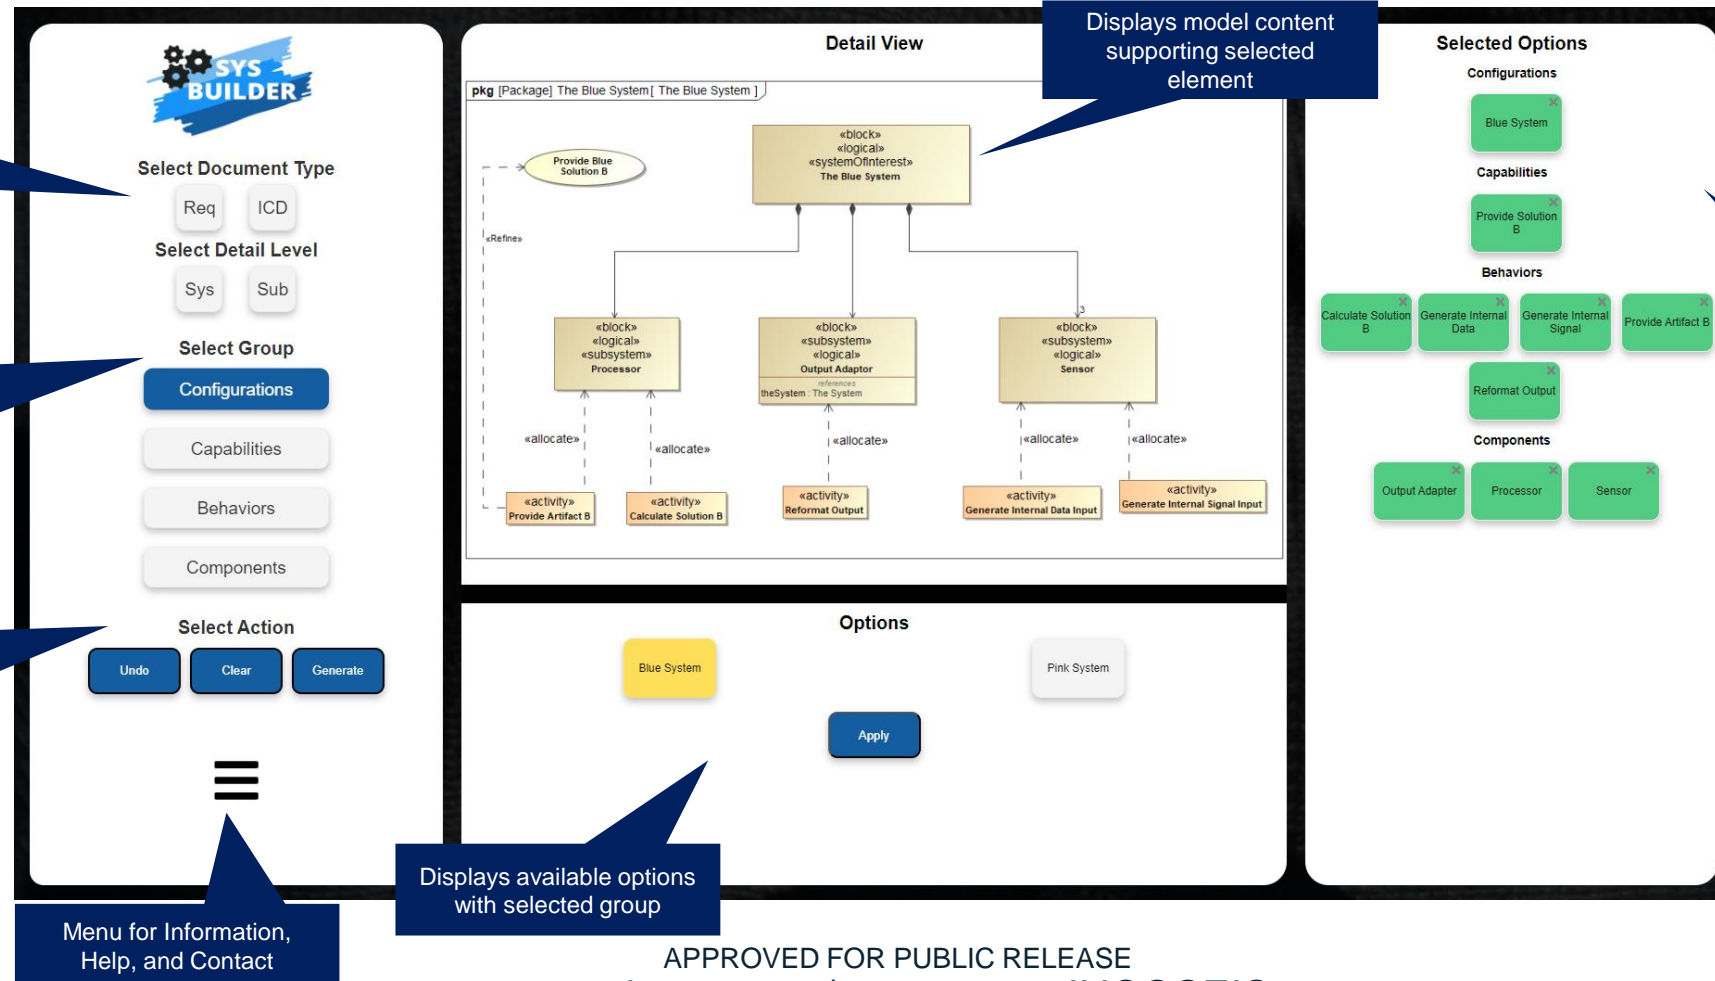 SYS
BUILDER
Select Document Type
Req
ICD
Select Detail Level
Sys
Sub
Select Group
Configurations
Capabilities
Behaviors
Components
Select Action
Undo
Clear
Generate
Menu for Information,
Help, and Contact
Detail View
Displays model content
supporting selected
element
pkg [Package] The Blue System [ The Blue System ]
Provide Blue
Solution B
«block»
«logical»
«systemOfInterest»
The Blue System
«Refine»
3
«block»
«logical»
«subsystem»
Processor
«block»
«subsystem»
«logical»
Output Adaptor
references
theSystem : The System
«block»
«subsystem»
«logical»
Sensor
«allocate»
«allocate»
«allocate»
«allocate»
«allocate»
«activity»
Provide Artifact B
«activity»
Calculate Solution B
«activity»
Reformat Output
«activity»
Generate Internal Data Input
«activity»
Generate Internal Signal Input
Options
Blue System
Pink System
Apply
Displays available options
with selected group
Selected Options
Configurations
Blue System
Capabilities
Provide Solution
B
Behaviors
Calculate Solution
B
Generate Internal
Data
Generate Internal
Signal
Provide Artifact B
Reformat Output
Components
Output Adapter
Processor
Sensor
APPROVED FOR PUBLIC RELEASE